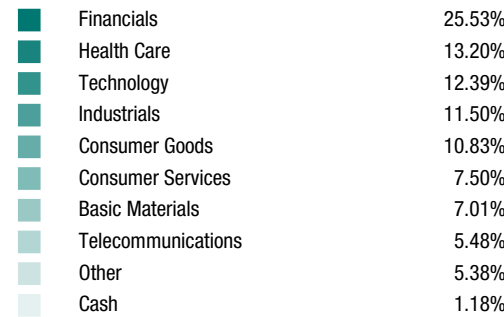 Financials 25.53%
Health Care 13.20%
Technology 12.39%
Industrials 11.50%
Consumer Goods 10.83%
Consumer Services 7.50%
Basic Materials 7.01%
Telecommunications 5.48%
Other 5.38%
Cash 1.18%